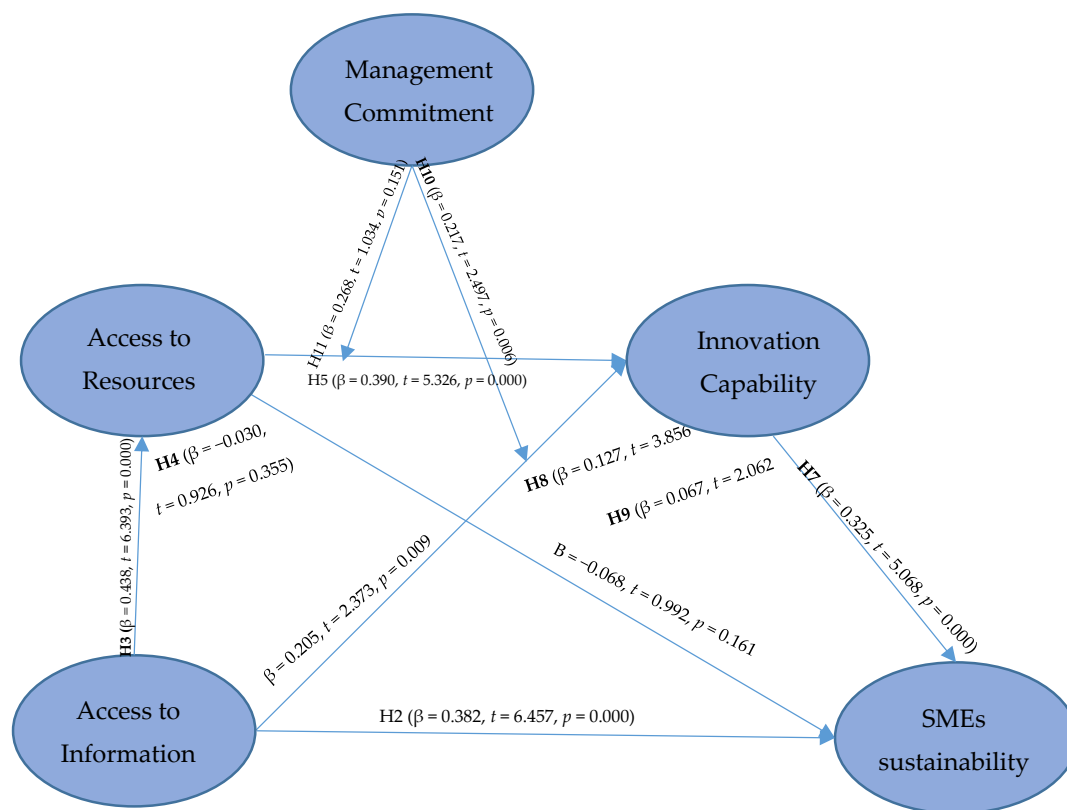 Management
Commitment
H11 (β = 0.268, t = 1.034, p = 0.151)
H10 (β = 0.217, t = 2.497, p = 0.006)
Access to
Resources
Innovation
Capability
H5 (β = 0.390, t = 5.326, p = 0.000)
H4 (β = −0.030,
t = 0.926, p = 0.355)
H8 (β = 0.127, t = 3.856
H9 (β = 0.067, t = 2.062
H7 (β = 0.325, t = 5.068, p = 0.000)
H3 (β = 0.438, t = 6.393, p = 0.000)
β = 0.205, t = 2.373, p = 0.009
B = −0.068, t = 0.992, p = 0.161
Access to
Information
H2 (β = 0.382, t = 6.457, p = 0.000)
SMEs
sustainability